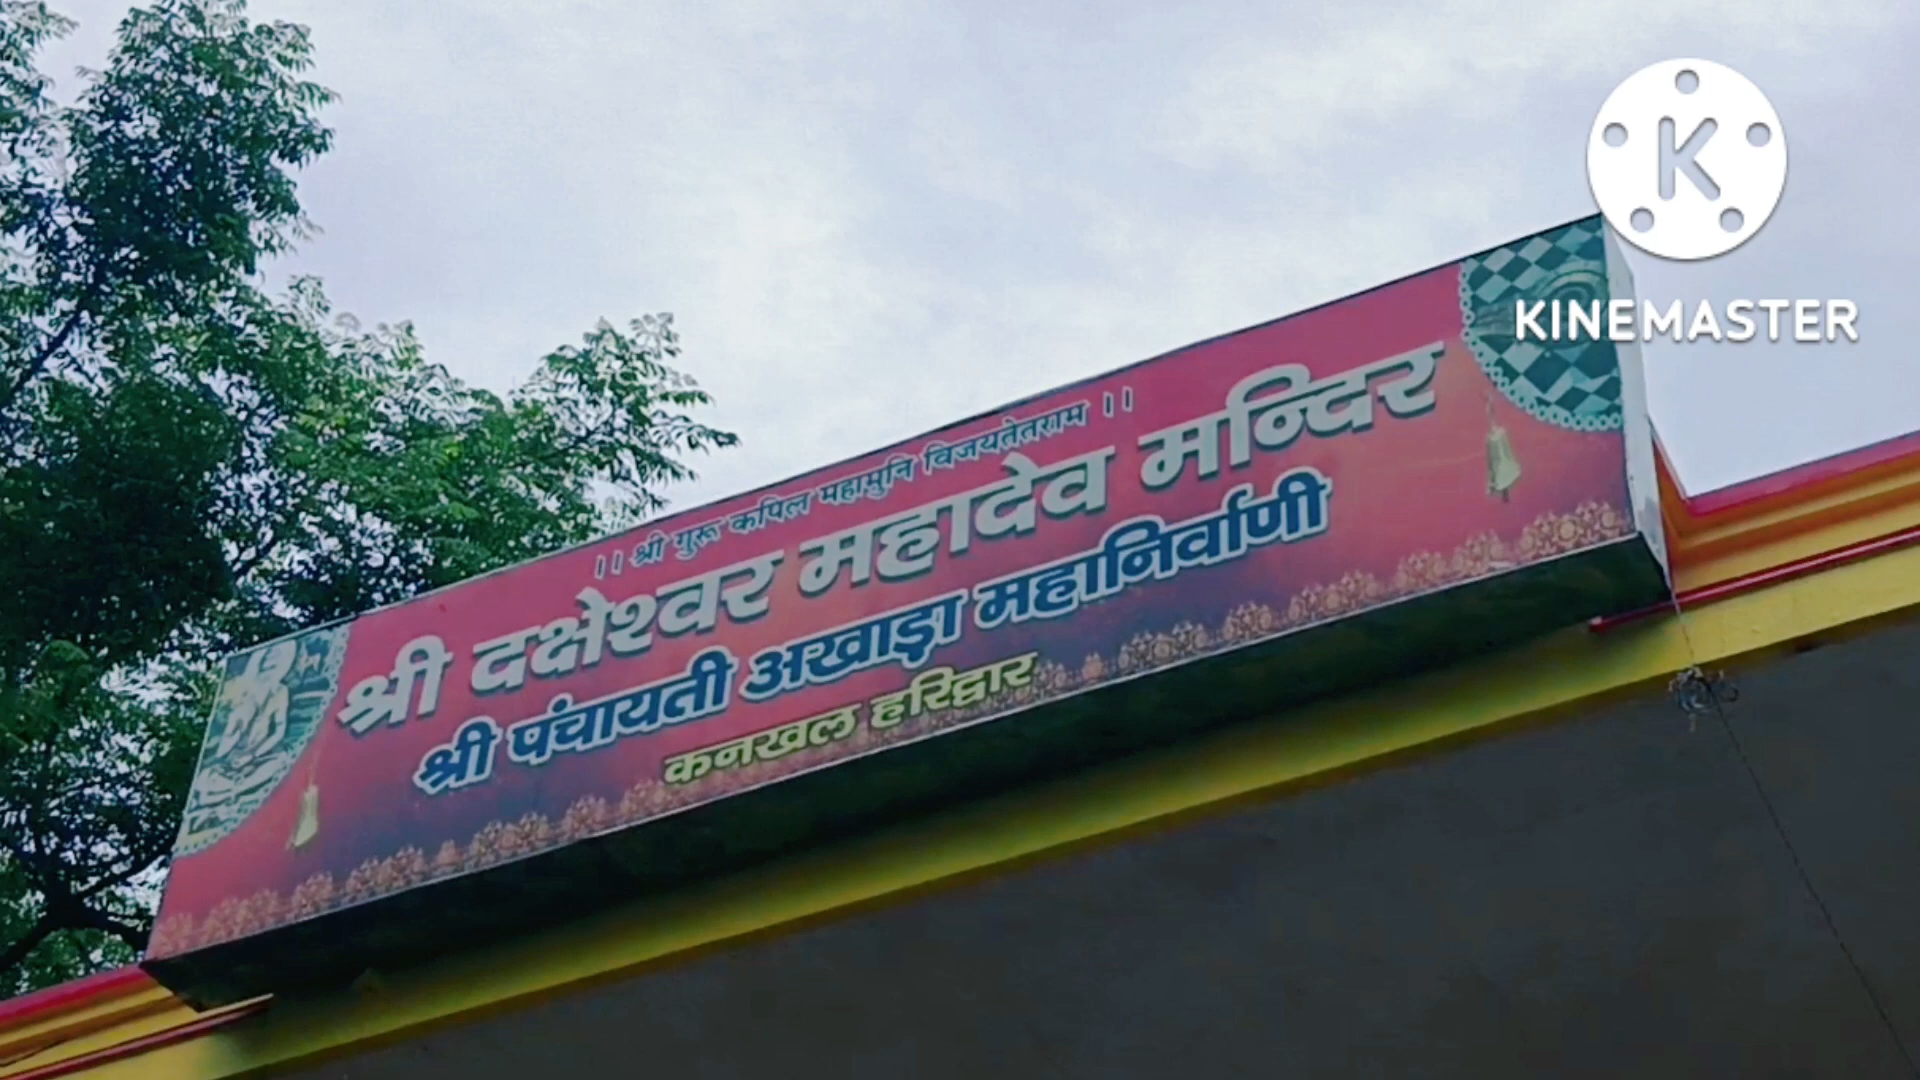 ।। श्री गुरू कपिल महामुनि विजयतेतराम ।।
श्री दक्षेश्वर महादेव मन्दिर
श्री पंचायती अखाड़ा महानिर्वाणी
कनखल हरिद्वार
K
KINEMASTER